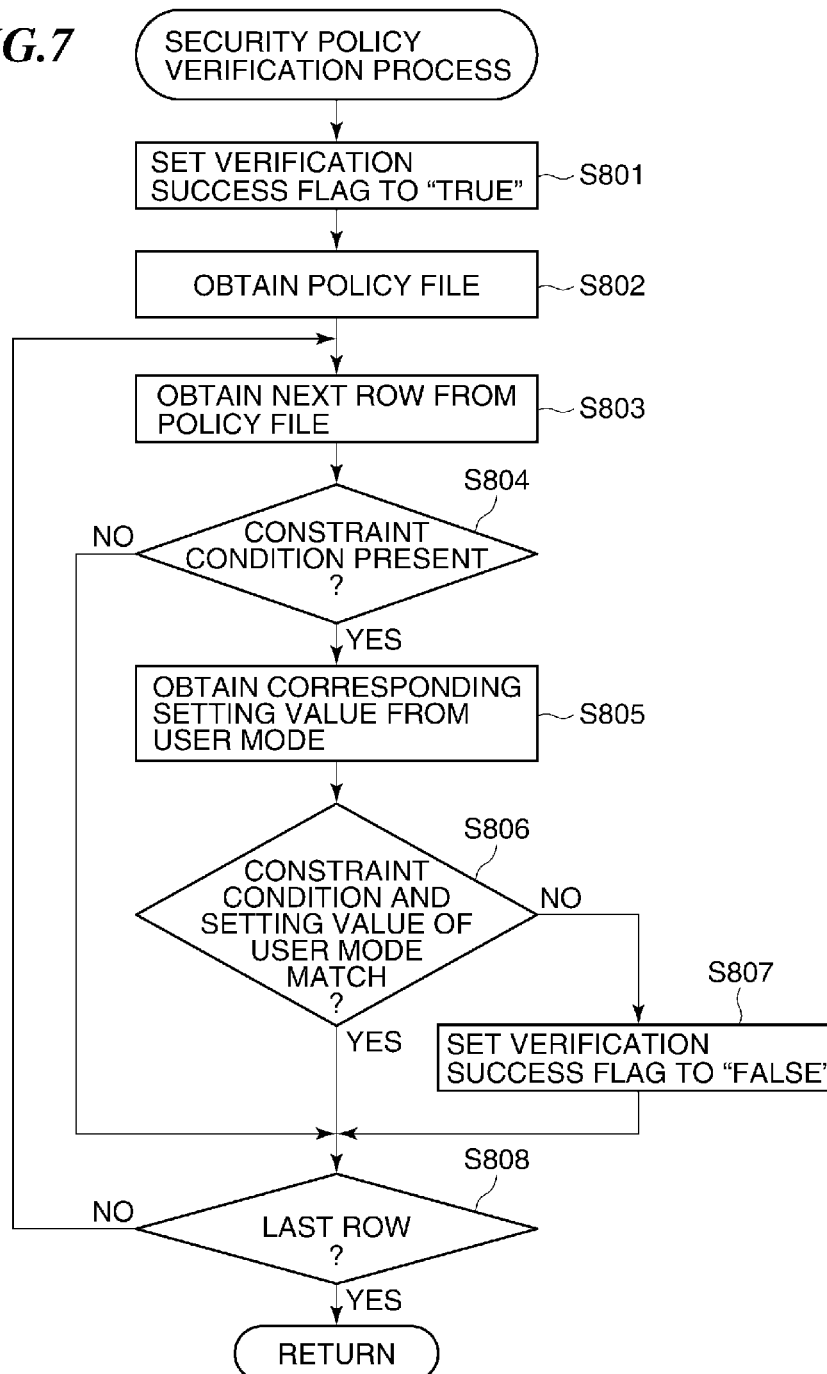 G.7
SECURITY POLICY
VERIFICATION PROCESS
SET VERIFICATION
SUCCESS FLAG TO “TRUE”
S801
OBTAIN POLICY FILE
S802
OBTAIN NEXT ROW FROM
POLICY FILE
S803
S804
NO
CONSTRAINT
CONDITION PRESENT
?
YES
OBTAIN CORRESPONDING
SETTING VALUE FROM
USER MODE
S805
S806
CONSTRAINT
CONDITION AND
SETTING VALUE OF
USER MODE
MATCH
?
NO
YES
S807
SET VERIFICATION
SUCCESS FLAG TO “FALSE”
S808
NO
LAST ROW
?
YES
RETURN